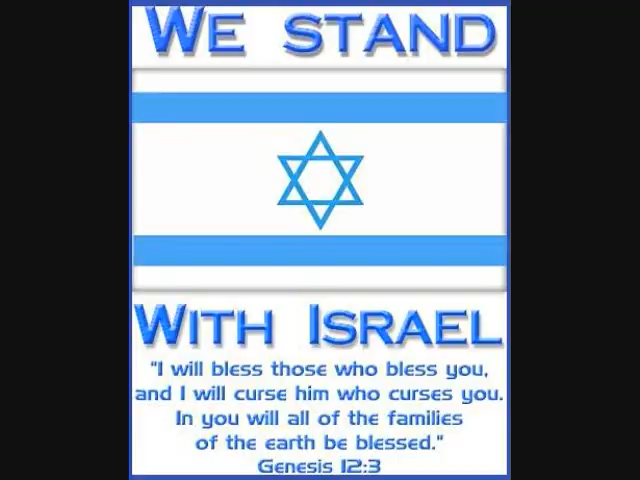 WE STAND
WITH ISRAEL
"I will bless those who bless you,
and I will curse him who curses you.
In you will all of the families
of the earth be blessed."
Genesis 12:3